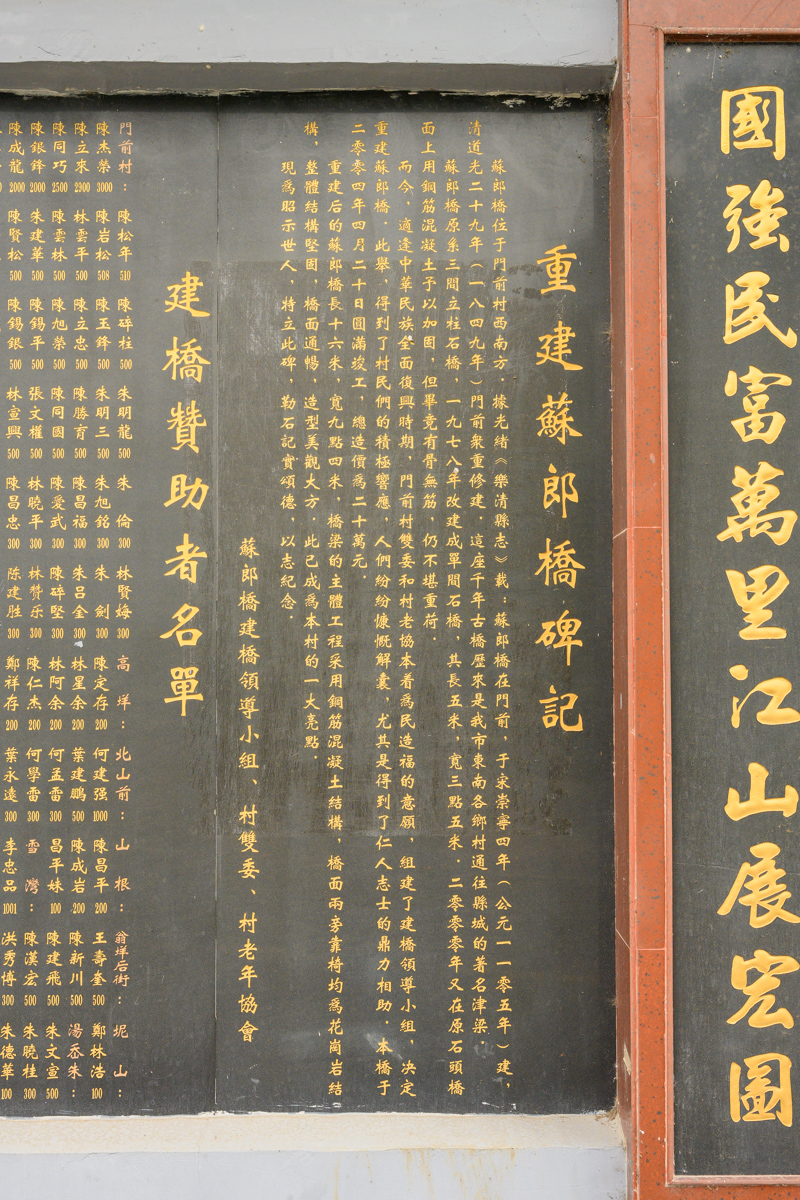 國強民富萬里江山展宏圖
重建蘇郎橋碑記
蘇郎橋位于門前村西南方，據光緒《樂清縣志》載：蘇郎橋在門前，于宋崇寧四年（公元一一零五年）建，
清道光二十九年（一八四九年）門前衆重修建，這座千年古橋歷來是我市東南各鄉村通往縣城的著名津梁。
蘇郎橋原系三間立柱石橋，一九七八年改建成單間石橋，其長五米，寬三點五米．二零零零年又在原石頭橋
面上用鋼筋混凝土予以加固，但畢竟有骨無筋，仍不堪重荷．
而今，適逢中華民族全面復興時期，門前村雙委和村老協本着爲民造福的意願，組建了建橋領導小組，決定
重建蘇郎橋．此舉，得到了村民們的積極響應，人們紛紛慷慨解囊，尤其是得到了仁人志士的鼎力相助．本橋于
二零零四年四月二十日圓滿竣工，總造價爲二十萬元．
重建后的蘇郎橋長十六米，寬九點四米，橋梁的主體工程采用鋼筋混凝土結構，橋面兩旁靠椅均爲花崗岩結
構，整體結構堅固，橋面通暢，造型美觀大方．此已成爲本村的一大亮點．
現爲昭示世人，特立此碑，勒石記實頌德，以志紀念．
蘇郎橋建橋領導小組、村雙委、村老年協會
建橋贊助者名單
門前村： 陳松年 510 陳碎柱 500 朱明龍 500 朱倫 300 林賢梅 300 高垟： 北山前： 山根： 翁垟后街： 坭山：
陳杰榮 3000 陳岩松 508 陳玉鋒 500 朱明三 500 朱旭銘 300 朱劍 300 陳定存 200 何建强 1000 陳昌平 200 王壽奎 500 鄭林浩 100
陳立來 2900 林雲平 500 陳立忠 500 陳勝育 500 陳昌福 300 朱呂奎 300 林星余 200 葉建鵬 500 陳成岩 200 陳新川 500 湯岙朱：
陳同巧 2500 陳雲林 500 陳旭榮 500 陳同國 500 陳愛武 300 陳碎堅 300 林阿余 200 何孟雷 300 昌平妹 100 陳建飛 500 朱文宣 500
陳銀鋒 2000 朱建華 500 陳錫平 500 張文權 500 林曉平 300 林贊乐 300 陳仁杰 200 何學雷 300 雪灣： 陳漢宏 500 朱曉桂 300
陳成龍 2000 陳賢松 500 陳錫銀 500 林宣興 500 陳昌忠 300 陈建胜 300 鄭祥存 200 葉永遠 300 李忠品 1001 洪秀博 300 朱德華 100